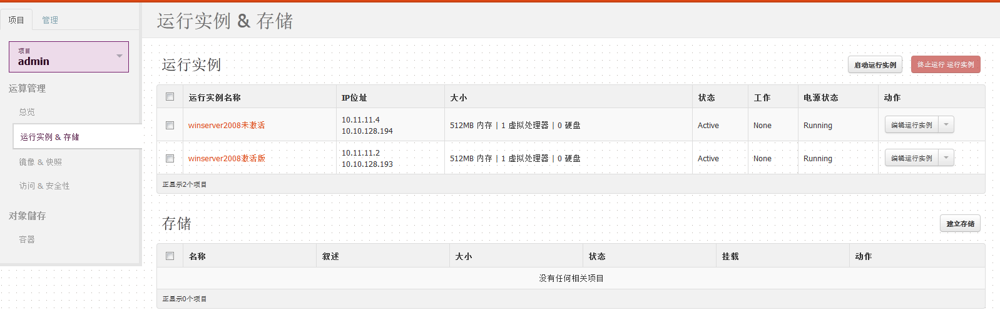 项目 管理
项目
admin
运算管理
总览
运行实例 & 存储
镜像 & 快照
访问 & 安全性
对象儲存
容器
运行实例 & 存储
运行实例
启动运行实例 终止运行 运行实例
运行实例名称 IP位址 大小 状态 工作 电源状态 动作
winserver2008未激活 10.11.11.4 512MB 内存 | 1 虚拟处理器 | 0 硬盘 Active None Running 编辑运行实例
10.10.128.194
winserver2008激活版 10.11.11.2 512MB 内存 | 1 虚拟处理器 | 0 硬盘 Active None Running 编辑运行实例
10.10.128.193
正显示2个项目
存储
建立存储
名称 叙述 大小 状态 挂载 动作
没有任何相关项目
正显示0个项目